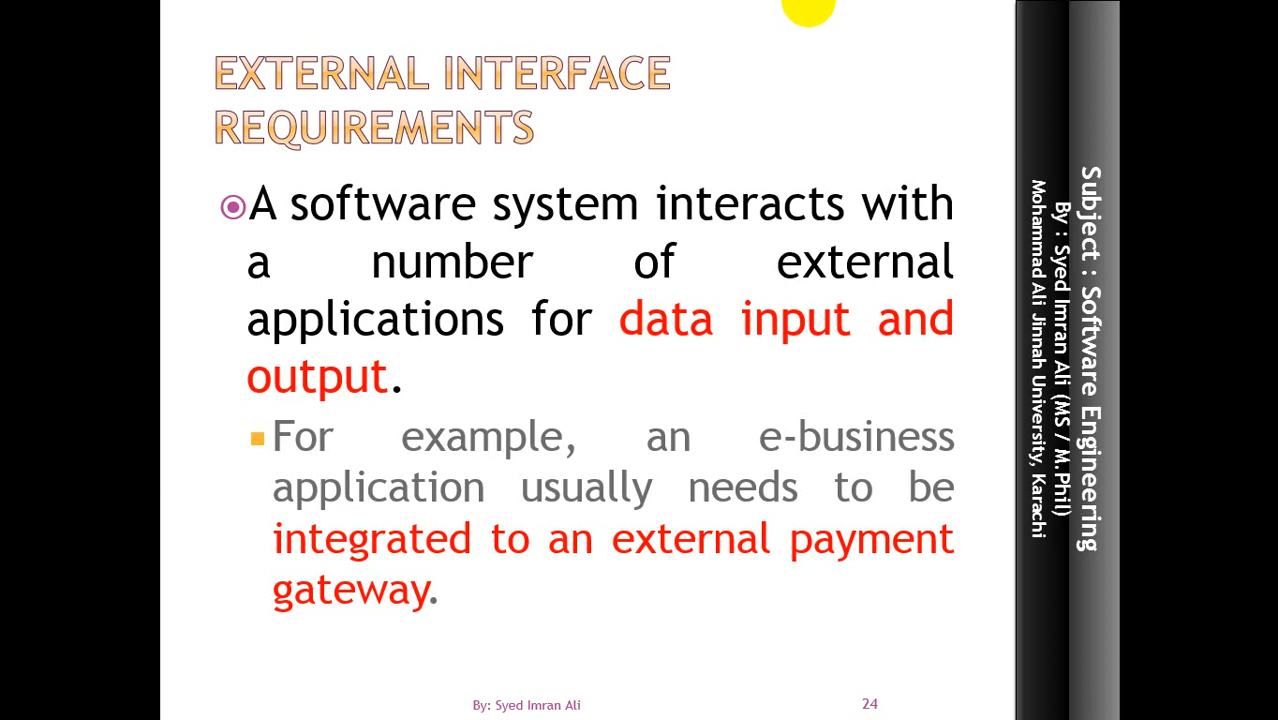 EXTERNAL INTERFACE
REQUIREMENTS
A software system interacts with
a number of external
applications for data input and
output.
For example, an e-business
application usually needs to be
integrated to an external payment
gateway.
By: Syed Imran Ali
24
Subject : Software Engineering
By : Syed Imran Ali (MS / M.Phil)
Mohammad Ali Jinnah University, Karachi